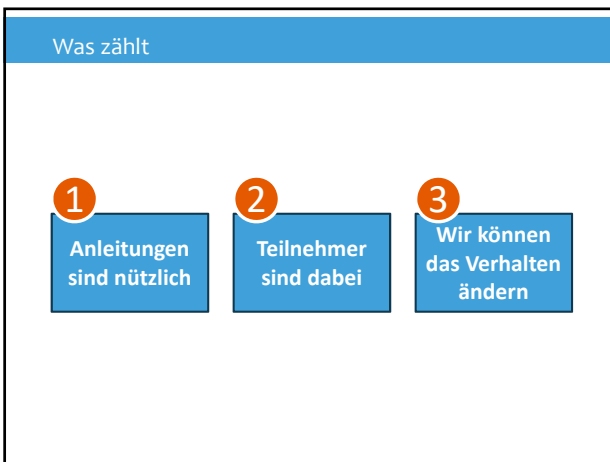 Was zählt
1
Anleitungen
sind nützlich
2
Teilnehmer
sind dabei
3
Wir können
das Verhalten
ändern